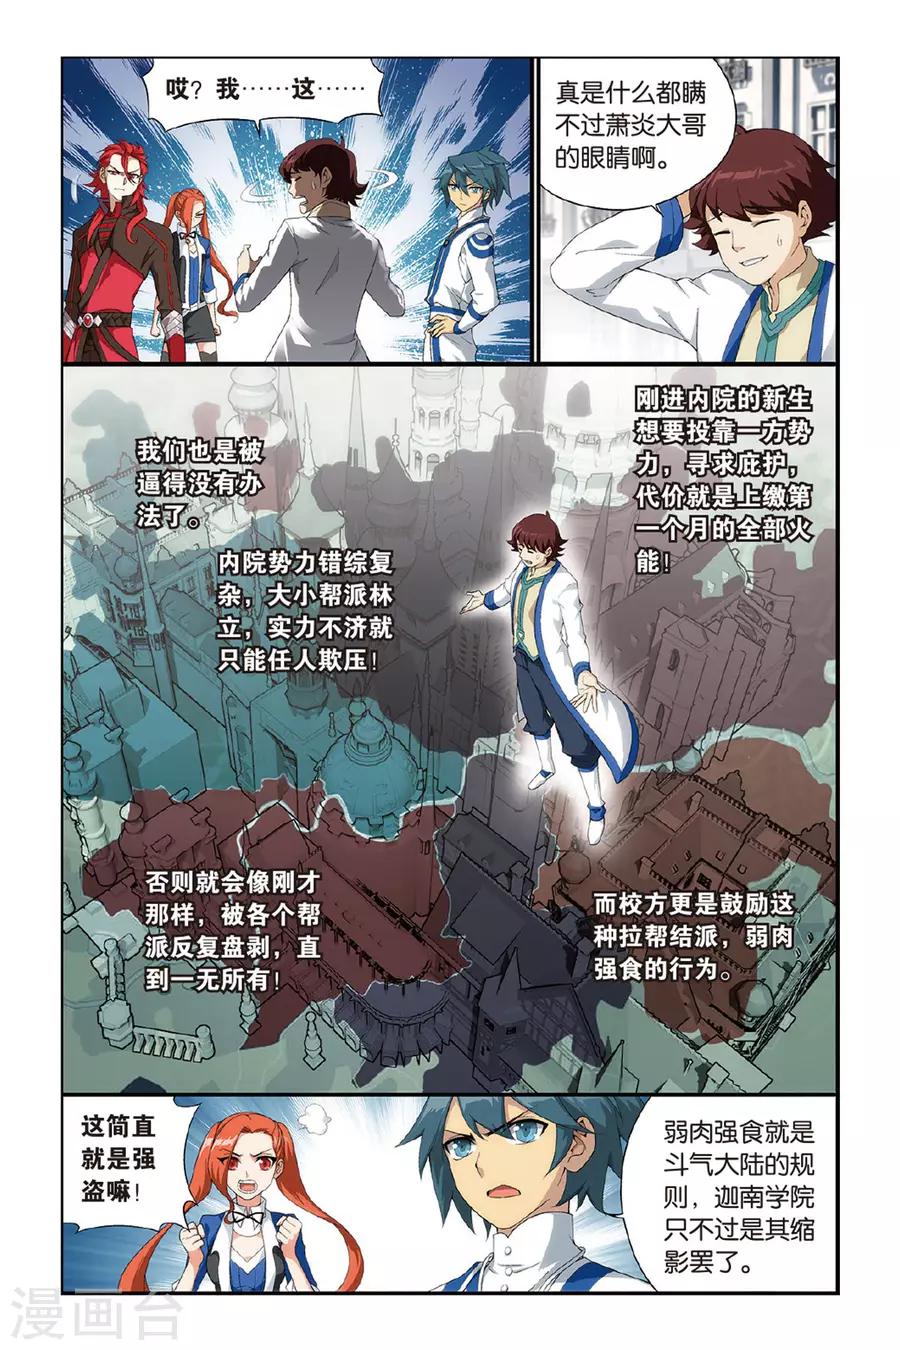 哎？我……这……
真是什么都瞒
不过萧炎大哥
的眼睛啊。
我们也是被
逼得没有办
法了。
刚进内院的新生
想要投靠一方势
力，寻求庇护，
代价就是上缴第
一个月的全部火
能！
内院势力错综复
杂，大小帮派林
立，实力不济就
只能任人欺压！
否则就会像刚才
那样，被各个帮
派反复盘剥，直
到一无所有！
而校方更是鼓励这
种拉帮结派，弱肉
强食的行为。
这简直
就是强
盗嘛！
弱肉强食就是
斗气大陆的规
则，迦南学院
只不过是其缩
影罢了。
漫画台